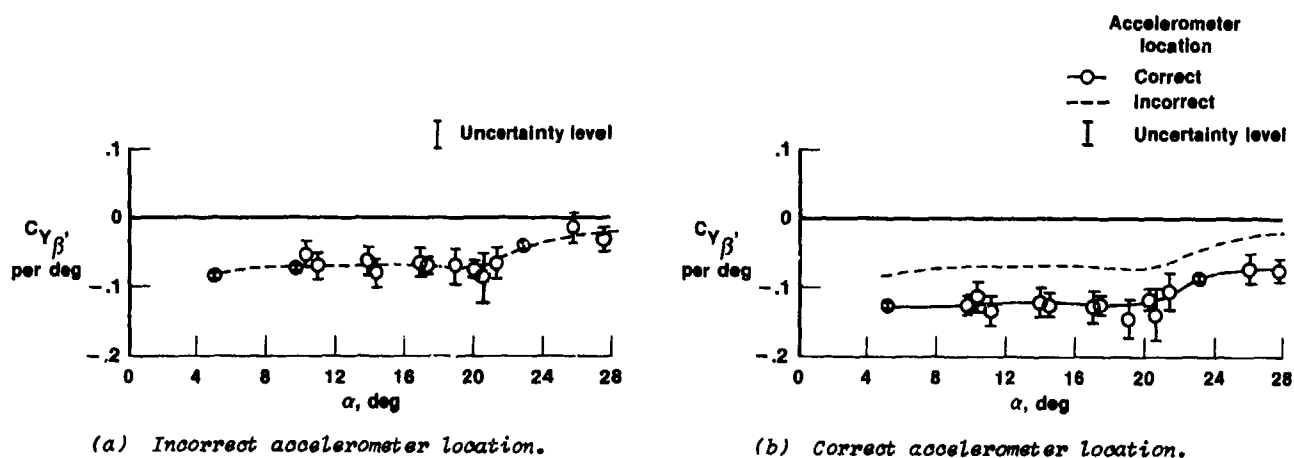 Accelerometer
location
Correct
Incorrect
Uncertainty level
Uncertainty level
.1
0
-.1
-.2
CYβ,
per deg
0 4 8 12 16 20 24 28
α, deg
(a) Incorrect accelerometer location.
.1
0
-.1
-.2
CYβ,
per deg
0 4 8 12 16 20 24 28
α, deg
(b) Correct accelerometer location.